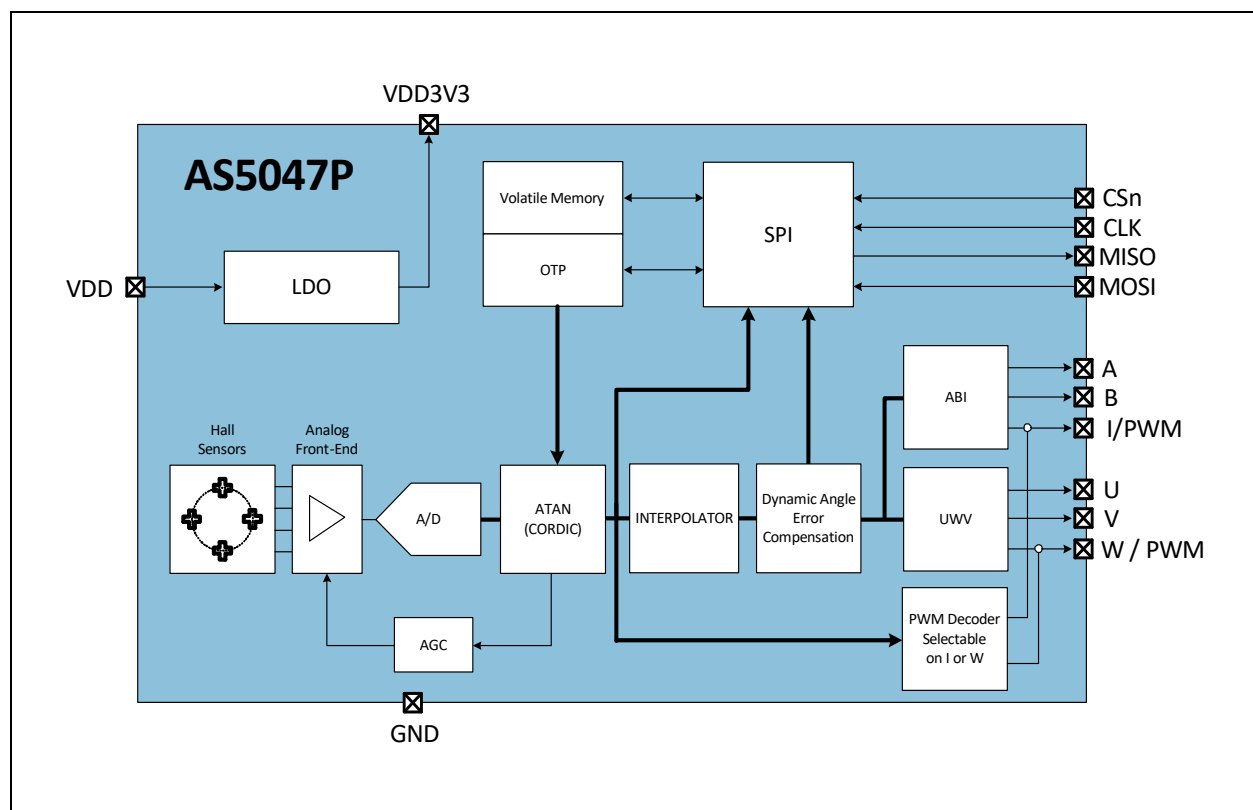 VDD3V3
AS5047P
Volatile Memory
OTP
SPI
CSn
CLK
MISO
MOSI
VDD
LDO
ABI
A
B
I/PWM
Hall
Sensors
Analog
Front-End
A/D
ATAN
(CORDIC)
INTERPOLATOR
Dynamic Angle
Error
Compensation
UWV
U
V
W / PWM
AGC
PWM Decoder
Selectable
on I or W
GND